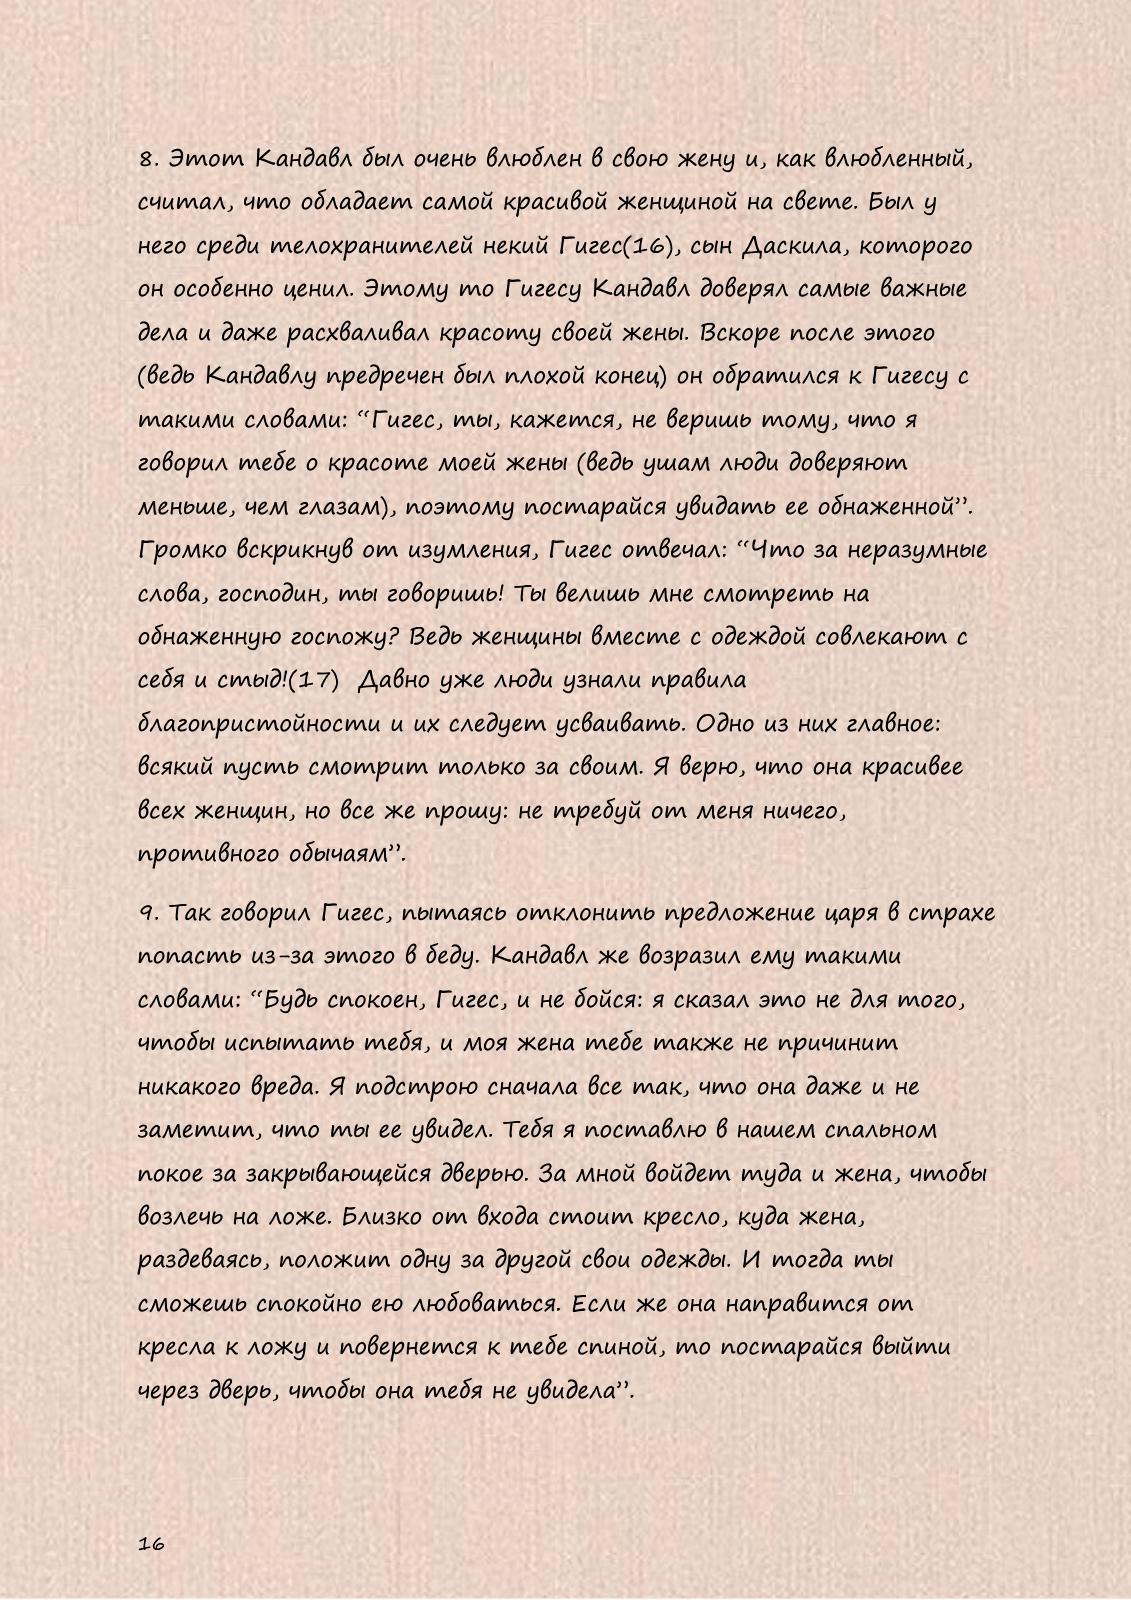 8. Этот Кандавл был очень влюблен в свою жену и, как влюбленный,
считал, что обладает самой красивой женщиной на свете. Был у
него среди телохранителей некий Гигес(16), сын Даскила, которого
он особенно ценил. Этому то Гигесу Кандавл доверял самые важные
дела и даже расхваливал красоту своей жены. Вскоре после этого
(ведь Кандавлу предречен был плохой конец) он обратился к Гигесу с
такими словами: “Гигес, ты, кажется, не веришь тому, что я
говорил тебе о красоте моей жены (ведь ушам люди доверяют
меньше, чем глазам), поэтому постарайся увидать ее обнаженной”.
Громко вскрикнув от изумления, Гигес отвечал: “Что за неразумные
слова, господин, ты говоришь! Ты велишь мне смотреть на
обнаженную госпожу? Ведь женщины вместе с одеждой совлекают с
себя и стыд!(17) Давно уже люди узнали правила
благопристойности и их следует усваивать. Одно из них главное:
всякий пусть смотрит только за своим. Я верю, что она красивее
всех женщин, но все же прошу: не требуй от меня ничего,
противного обычаям”.
9. Так говорил Гигес, пытаясь отклонить предложение царя в страхе
попасть из-за этого в беду. Кандавл же возразил ему такими
словами: “Будь спокоен, Гигес, и не бойся: я сказал это не для того,
чтобы испытать тебя, и моя жена тебе также не причинит
никакого вреда. Я подстрою сначала все так, что она даже и не
заметит, что ты ее увидел. Тебя я поставлю в нашем спальном
покое за закрывающейся дверью. За мной войдет туда и жена, чтобы
возлечь на ложе. Близко от входа стоит кресло, куда жена,
раздеваясь, положит одну за другой свои одежды. И тогда ты
сможешь спокойно ею любоваться. Если же она направится от
кресла к ложу и повернется к тебе спиной, то постарайся выйти
через дверь, чтобы она тебя не увидела”.
16